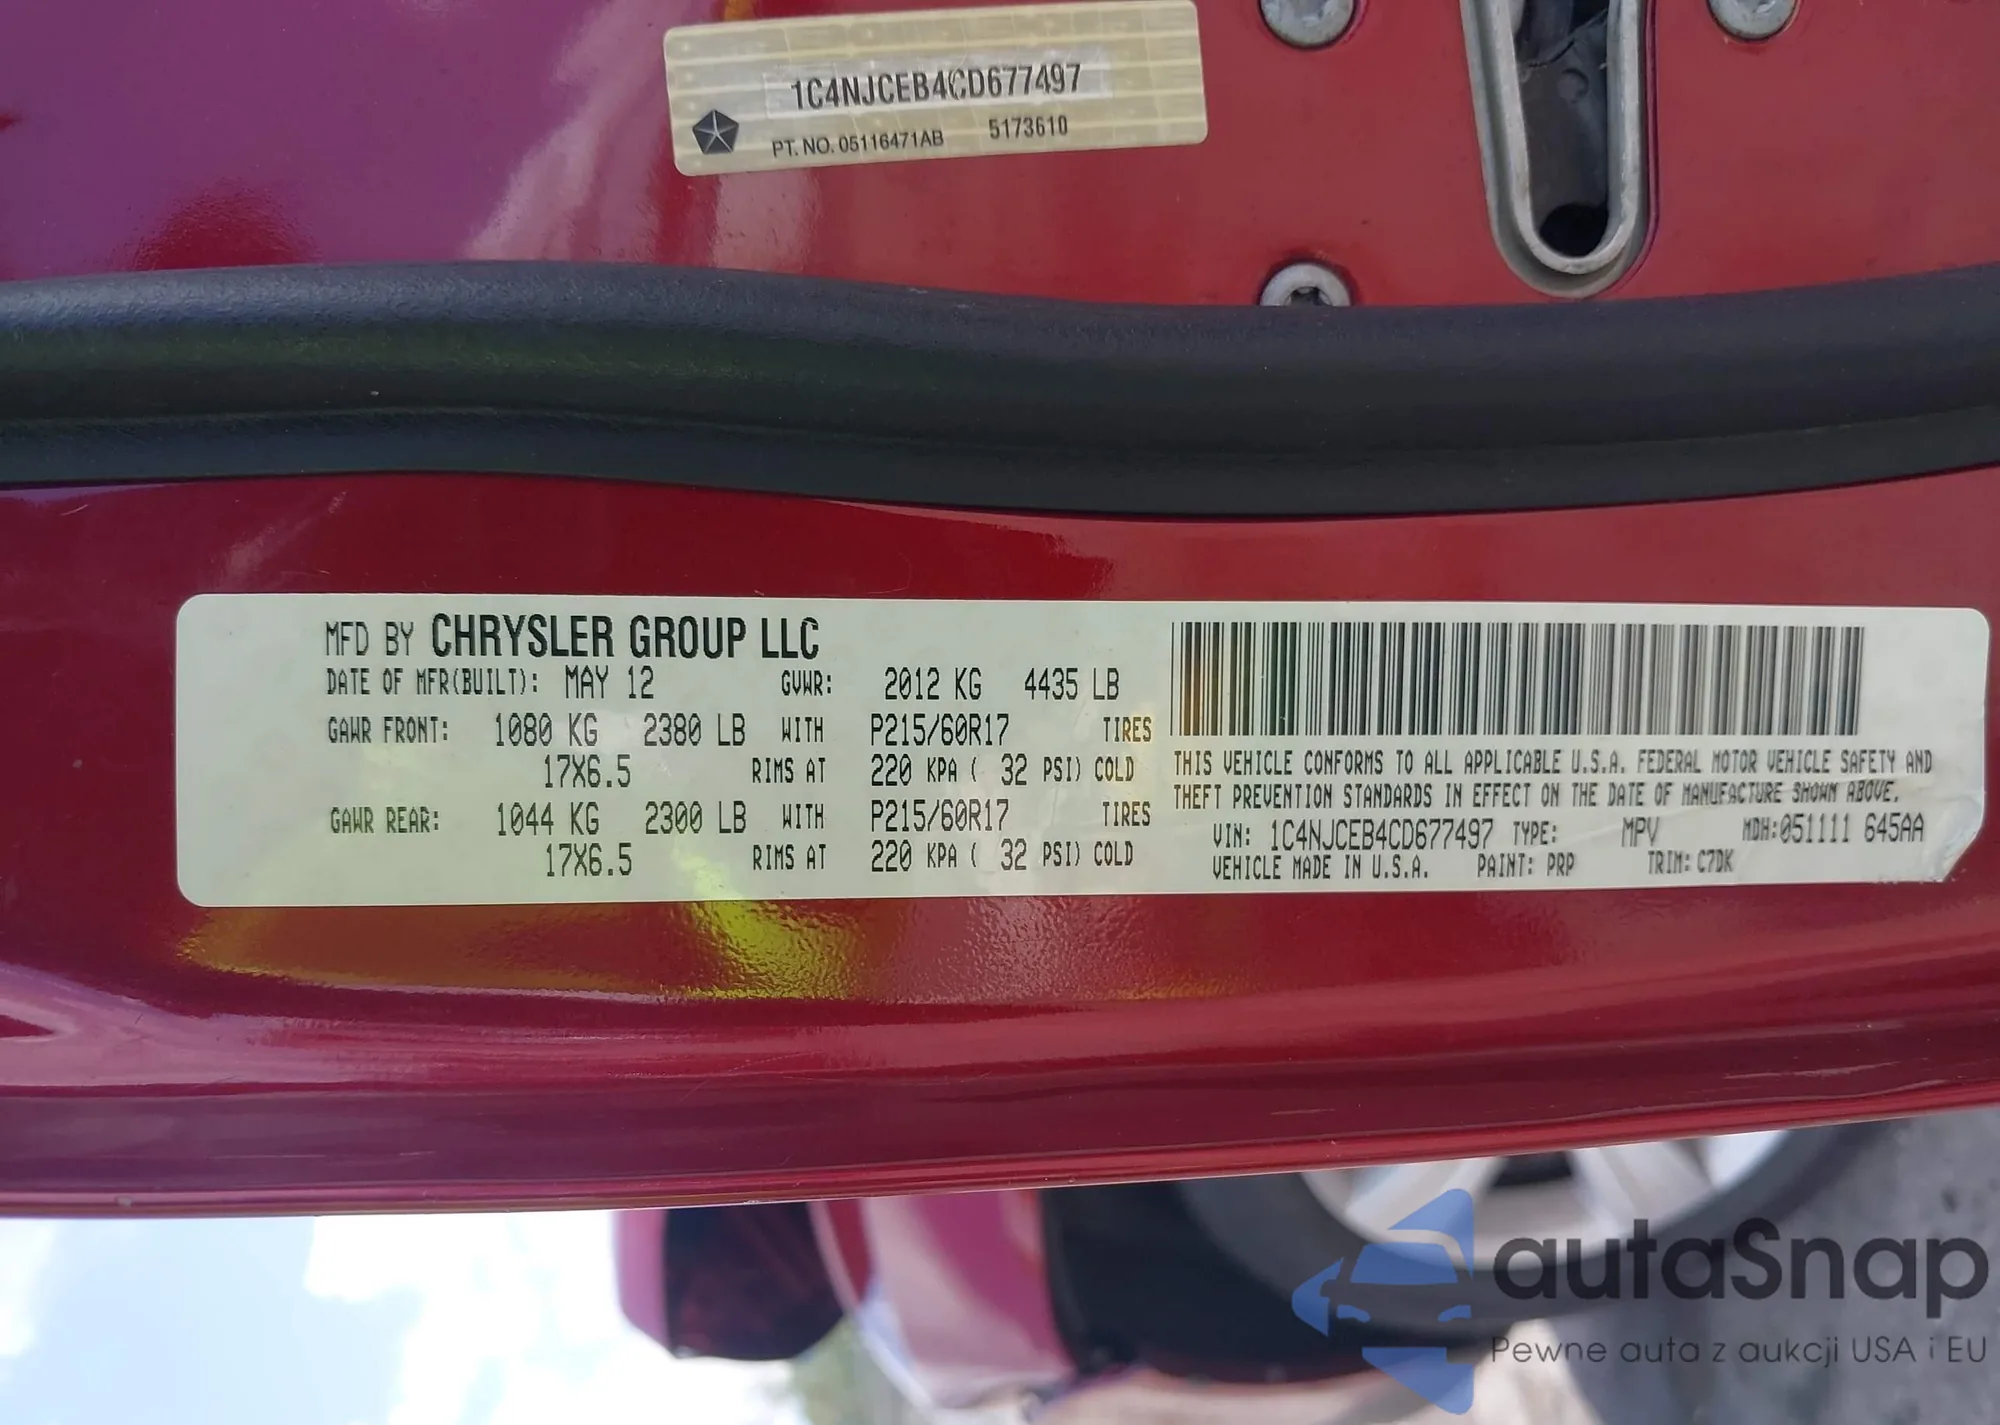 1C4NJCEB4CD677497
PT. NO. 05116471AB 5173610
MFD BY CHRYSLER GROUP LLC
DATE OF MFR(BUILT): MAY 12 GVWR: 2012 KG 4435 LB
GAWR FRONT: 1080 KG 2380 LB WITH P215/60R17 TIRES
17X6.5 RIMS AT 220 KPA ( 32 PSI) COLD
GAWR REAR: 1044 KG 2300 LB WITH P215/60R17 TIRES
17X6.5 RIMS AT 220 KPA ( 32 PSI) COLD
THIS VEHICLE CONFORMS TO ALL APPLICABLE U.S.A. FEDERAL MOTOR VEHICLE SAFETY AND
THEFT PREVENTION STANDARDS IN EFFECT ON THE DATE OF MANUFACTURE SHOWN ABOVE.
VIN: 1C4NJCEB4CD677497 TYPE: MPV MDH:051111 645AA
VEHICLE MADE IN U.S.A. PAINT: PRP TRIM: C7DK
autaSnap
Pewne auta z aukcji USA i EU